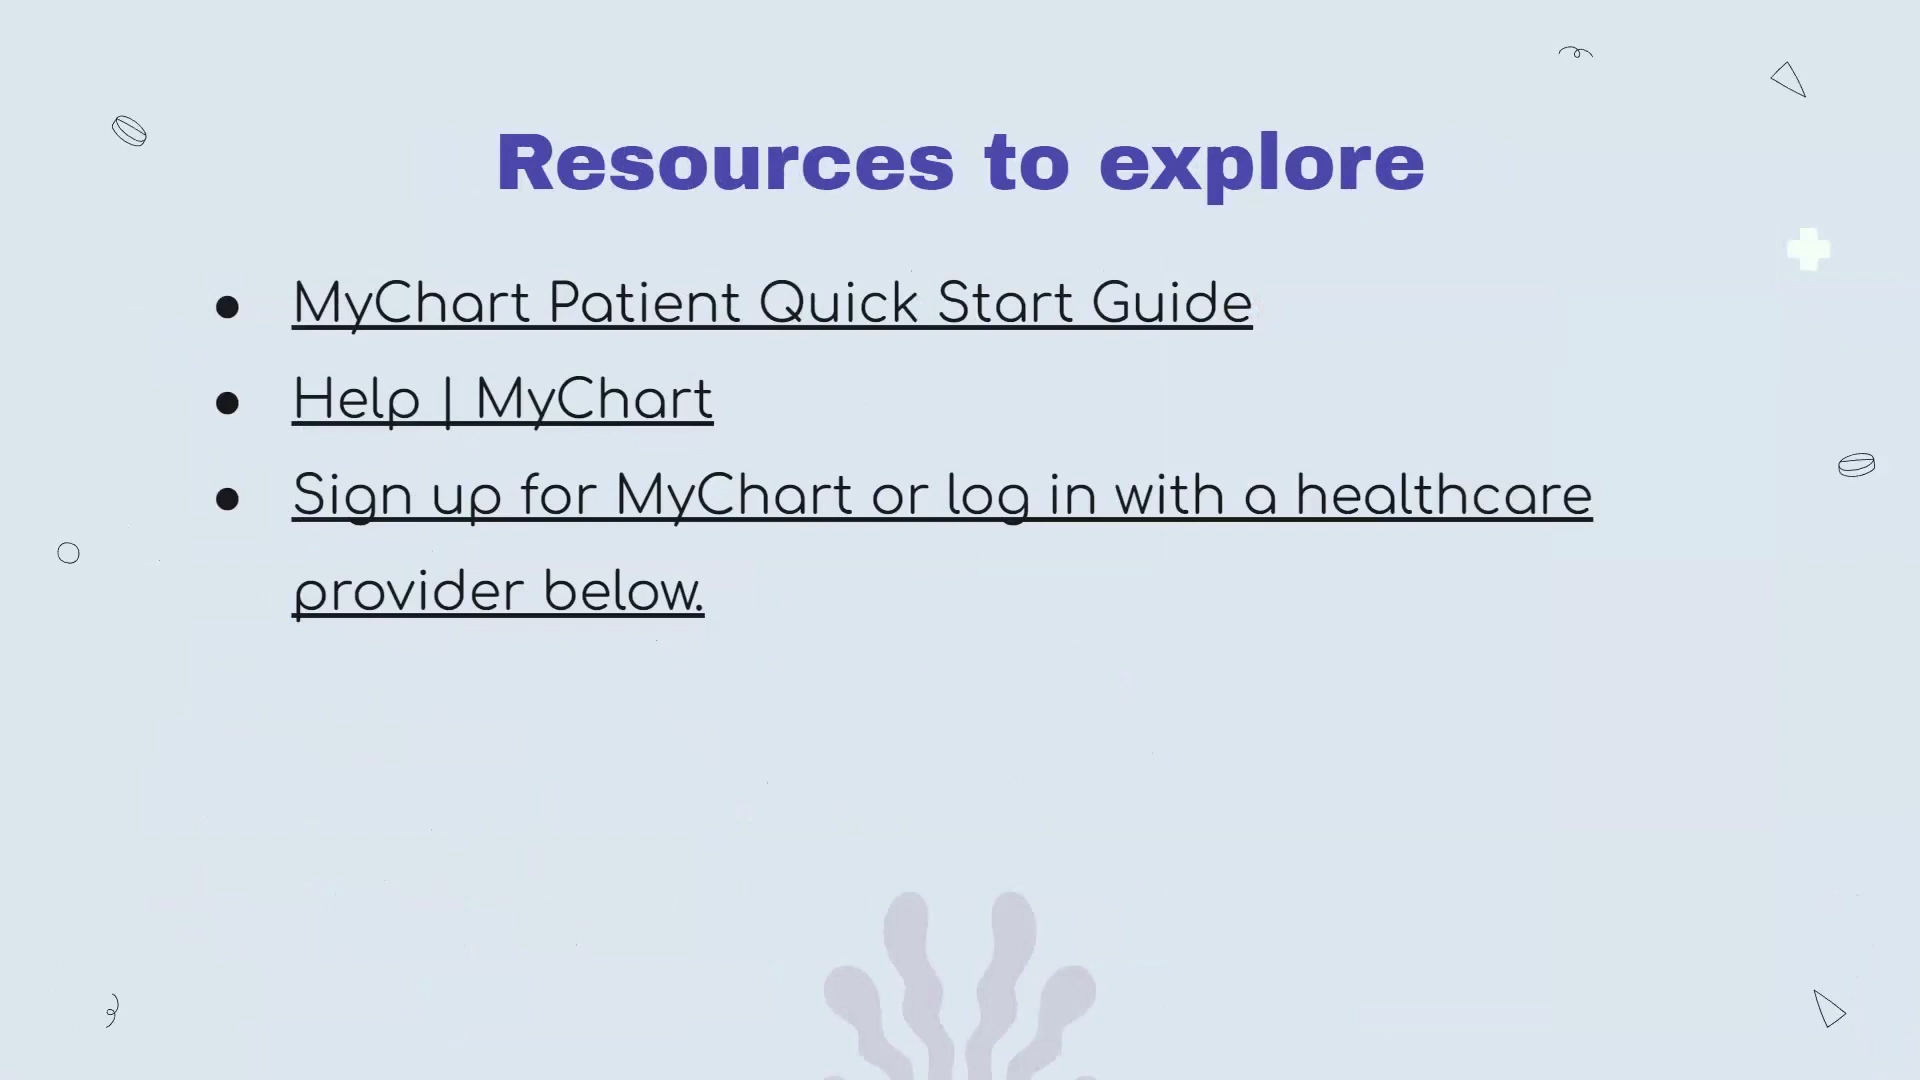 Resources to explore
● MyChart Patient Quick Start Guide
● Help | MyChart
● Sign up for MyChart or log in with a healthcare
provider below.